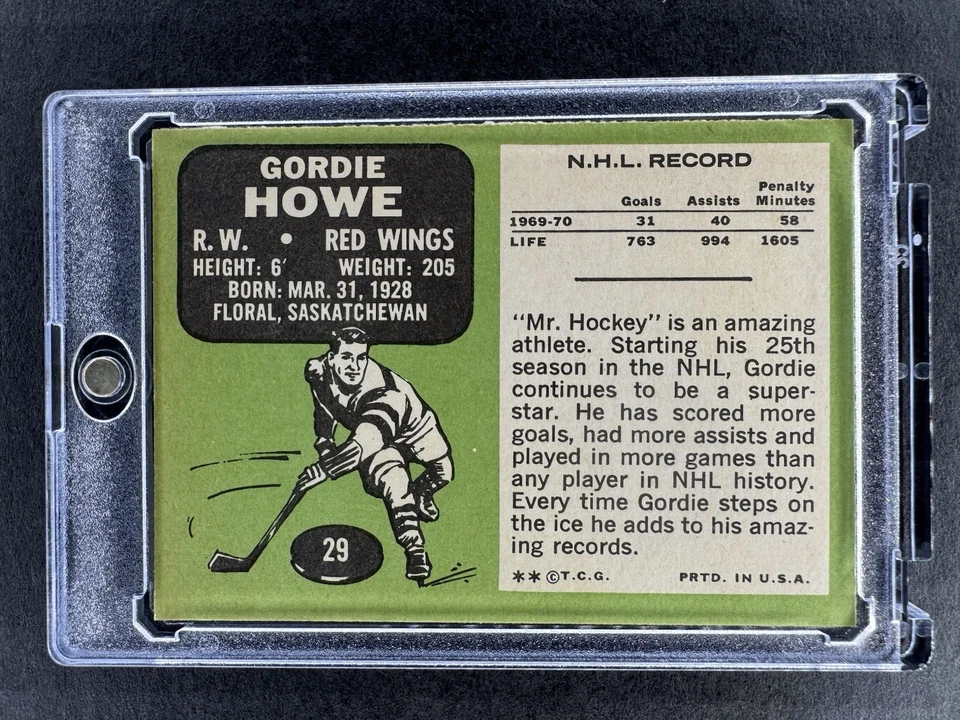 GORDIE
HOWE
R.W. • RED WINGS
HEIGHT: 6′ WEIGHT: 205
BORN: MAR. 31, 1928
FLORAL, SASKATCHEWAN
29
N.H.L. RECORD
Goals Assists Penalty Minutes
1969-70 31 40 58
LIFE 763 994 1605
"Mr. Hockey" is an amazing
athlete. Starting his 25th
season in the NHL, Gordie
continues to be a super-
star. He has scored more
goals, had more assists and
played in more games than
any player in NHL history.
Every time Gordie steps on
the ice he adds to his amaz-
ing records.
**©T.C.G. PRTD. IN U.S.A.